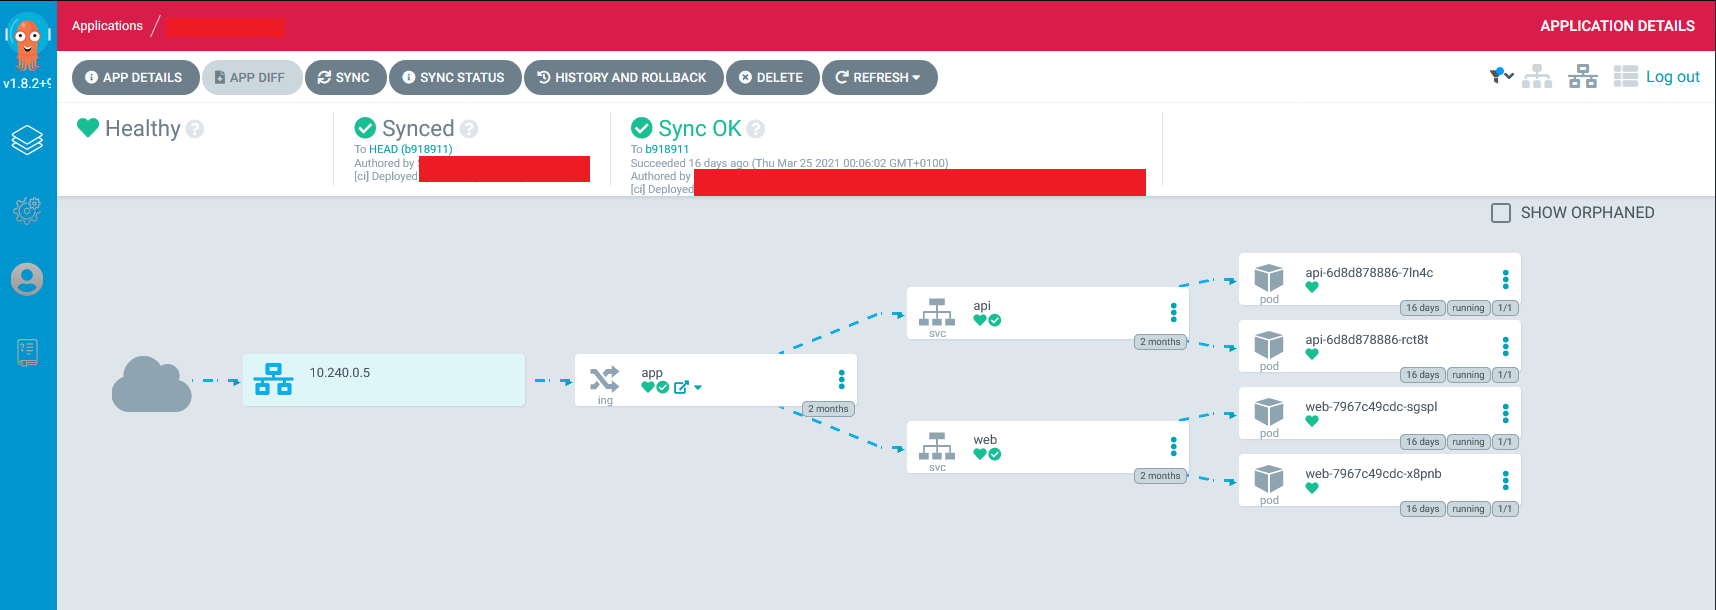 Applications /
APPLICATION DETAILS
v1.8.2+9
APP DETAILS
APP DIFF
SYNC
SYNC STATUS
HISTORY AND ROLLBACK
DELETE
REFRESH
Log out
Healthy
Synced
To HEAD (b918911)
Authored by
[ci] Deployed
Sync OK
To b918911
Succeeded 16 days ago (Thu Mar 25 2021 00:06:02 GMT+0100)
Authored by
[ci] Deployed
SHOW ORPHANED
10.240.0.5
app
ing
2 months
api
svc
2 months
web
svc
2 months
api-6d8d878886-7ln4c
pod
16 days running 1/1
api-6d8d878886-rct8t
pod
16 days running 1/1
web-7967c49cdc-sgspl
pod
16 days running 1/1
web-7967c49cdc-x8pnb
pod
16 days running 1/1